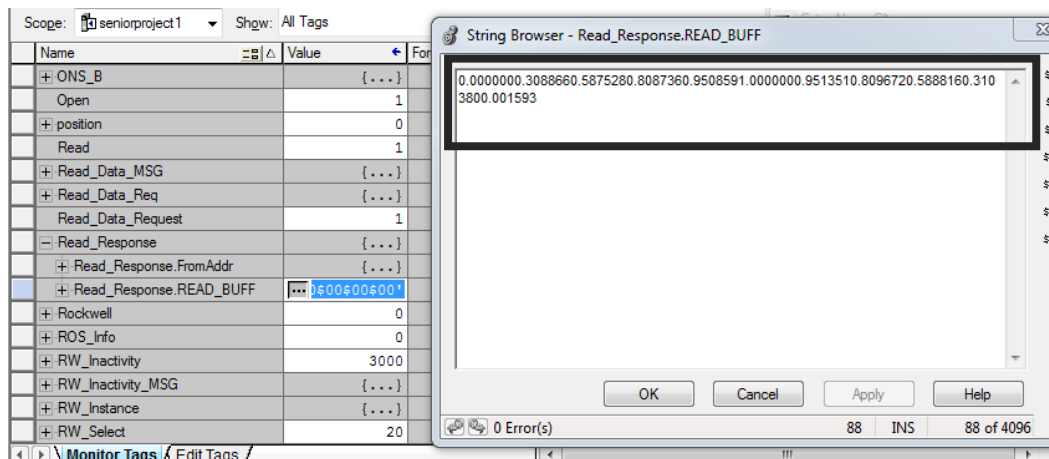 Scope: seniorproject1 Show: All Tags
Name Value For
ONS_B {...}
Open 1
position 0
Read 1
Read_Data_MSG {...}
Read_Data_Req {...}
Read_Data_Request 1
Read_Response {...}
Read_Response.FromAddr {...}
Read_Response.READ_BUFF ... 0$00$00$00'
Rockwell 0
ROS_Info 0
RW_Inactivity 3000
RW_Inactivity_MSG {...}
RW_Instance {...}
RW_Select 20
Monitor Tags Edit Tags
String Browser - Read_Response.READ_BUFF
0.0000000.3088660.5875280.8087360.9508591.0000000.9513510.8096720.5888160.310
3800.001593
OK Cancel Apply Help
0 Error(s) 88 INS 88 of 4096